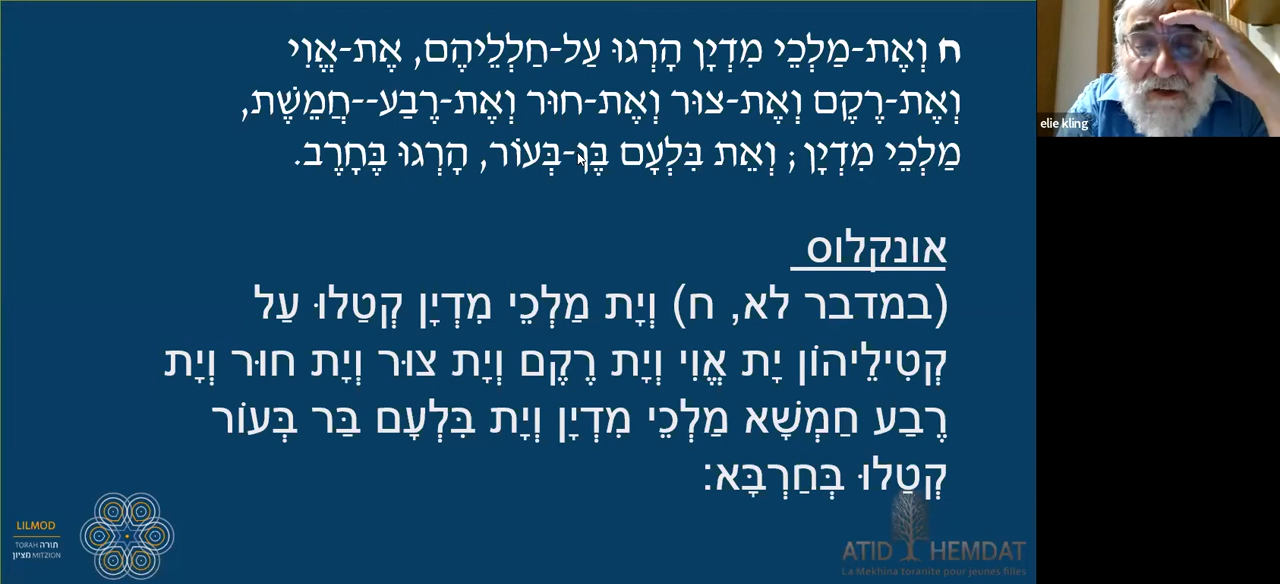 ח וְאֶת-מַלְכֵי מִדְיָן הָרְגוּ עַל-חַלְלֵיהֶם, אֶת-אֱוִי
וְאֶת-רֶקֶם וְאֶת-צוּר וְאֶת-חוּר וְאֶת-רֶבַע--חֲמֵשֶׁת,
מַלְכֵי מִדְיָן; וְאֵת בִּלְעָם בֶּן-בְּעוֹר, הָרְגוּ בֶּחָרֶב.
אונקלוס
(במדבר לא, ח) וְיָת מַלְכֵי מִדְיָן קְטַלוּ עַל
קְטִילֵיהוֹן יָת אֱוִי וְיָת רֶקֶם וְיָת צוּר וְיָת חוּר וְיָת
רֶבַע חַמְשָׁא מַלְכֵי מִדְיָן וְיָת בִּלְעָם בַּר בְּעוֹר
קְטַלוּ בְּחַרְבָּא:
elie kling
LILMOD
TORAH תורה
MITZION מציון
ATID HEMDAT
La Mekhina toranite pour jeunes filles